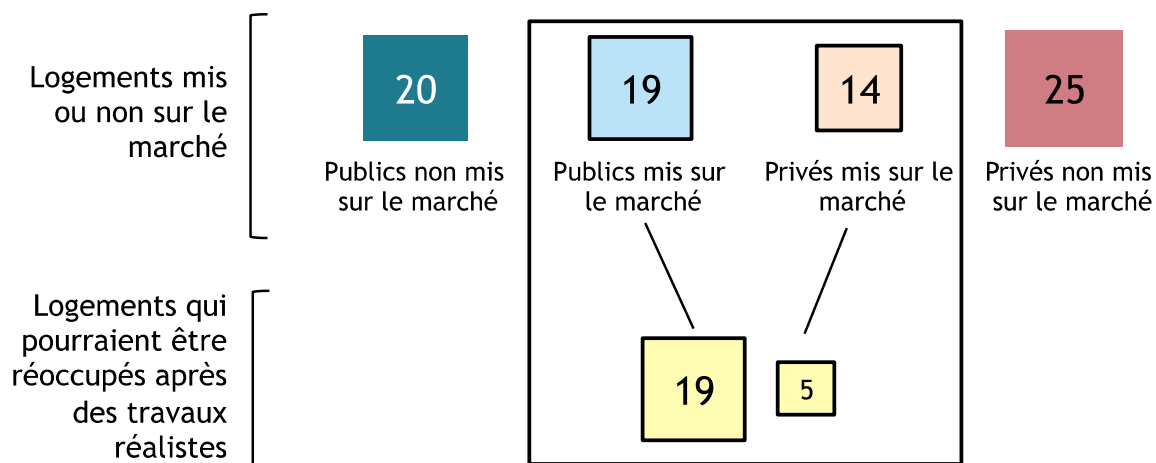 Logements mis
ou non sur le
marché
20
19
14
25
Publics non mis
sur le marché
Publics mis sur
le marché
Privés mis sur le
marché
Privés non mis
sur le marché
Logements qui
pourraient être
réoccupés après
des travaux
réalistes
19
5